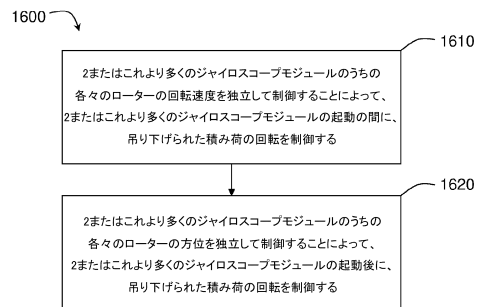 1600
1610
2またはこれより多くのジャイロスコープモジュールのうちの
各々のローターの回転速度を独立して制御することによって、
2またはこれより多くのジャイロスコープモジュールの起動の間に、
吊り下げられた積み荷の回転を制御する
1620
2またはこれより多くのジャイロスコープモジュールのうちの
各々のローターの方位を独立して制御することによって、
2またはこれより多くのジャイロスコープモジュールの起動後に、
吊り下げられた積み荷の回転を制御する